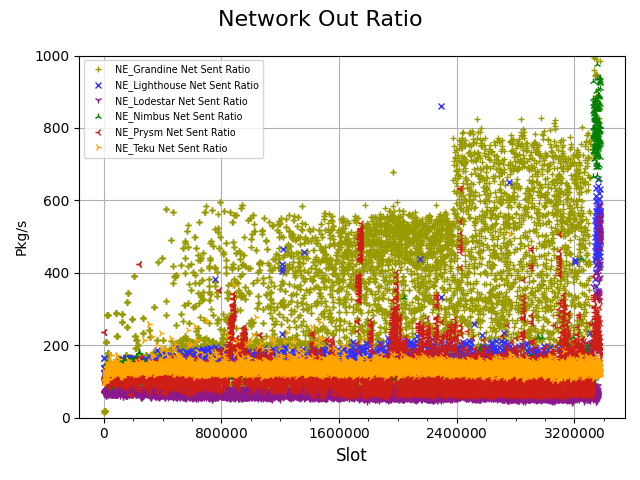 Network Out Ratio
1000
800
600
400
200
0
Pkg/s
NE_Grandine Net Sent Ratio
NE_Lighthouse Net Sent Ratio
NE_Lodestar Net Sent Ratio
NE_Nimbus Net Sent Ratio
NE_Prysm Net Sent Ratio
NE_Teku Net Sent Ratio
0 800000 1600000 2400000 3200000
Slot